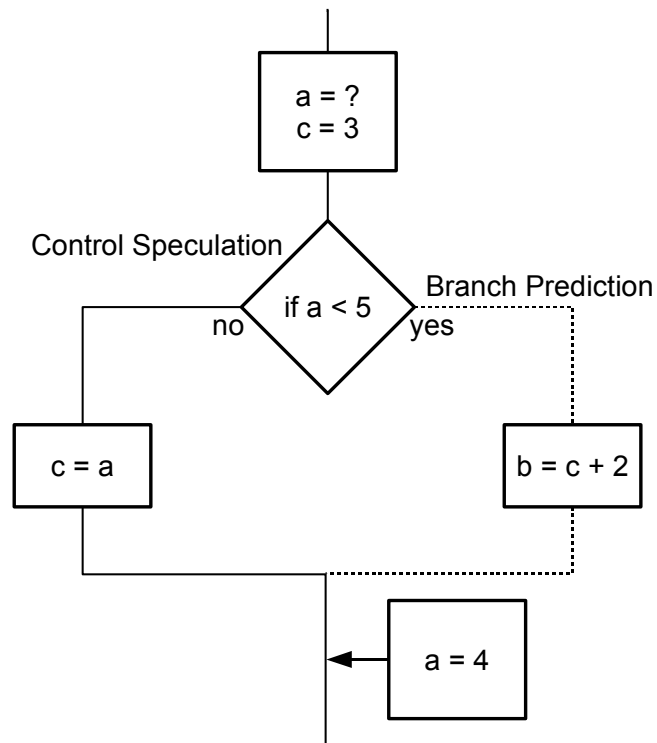 a = ?
c = 3
Control Speculation
Branch Prediction
if a < 5
no
yes
c = a
b = c + 2
a = 4